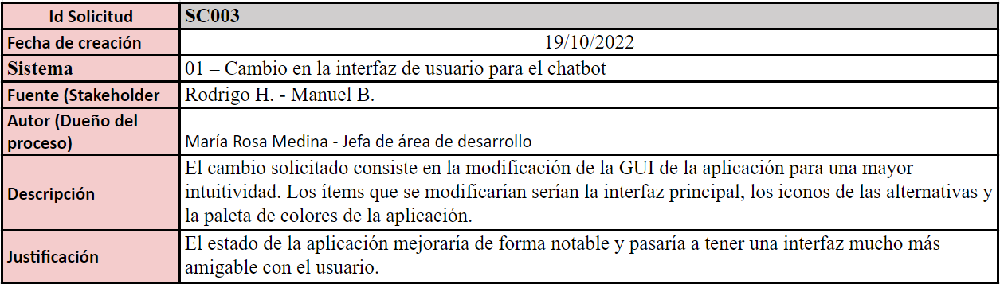 Id Solicitud SC003
Fecha de creación 19/10/2022
Sistema 01 – Cambio en la interfaz de usuario para el chatbot
Fuente (Stakeholder Rodrigo H. - Manuel B.
Autor (Dueño del
proceso) María Rosa Medina - Jefa de área de desarrollo
Descripción
El cambio solicitado consiste en la modificación de la GUI de la aplicación para una mayor
intuitividad. Los ítems que se modificarían serían la interfaz principal, los iconos de las alternativas y
la paleta de colores de la aplicación.
Justificación
El estado de la aplicación mejoraría de forma notable y pasaría a tener una interfaz mucho más
amigable con el usuario.